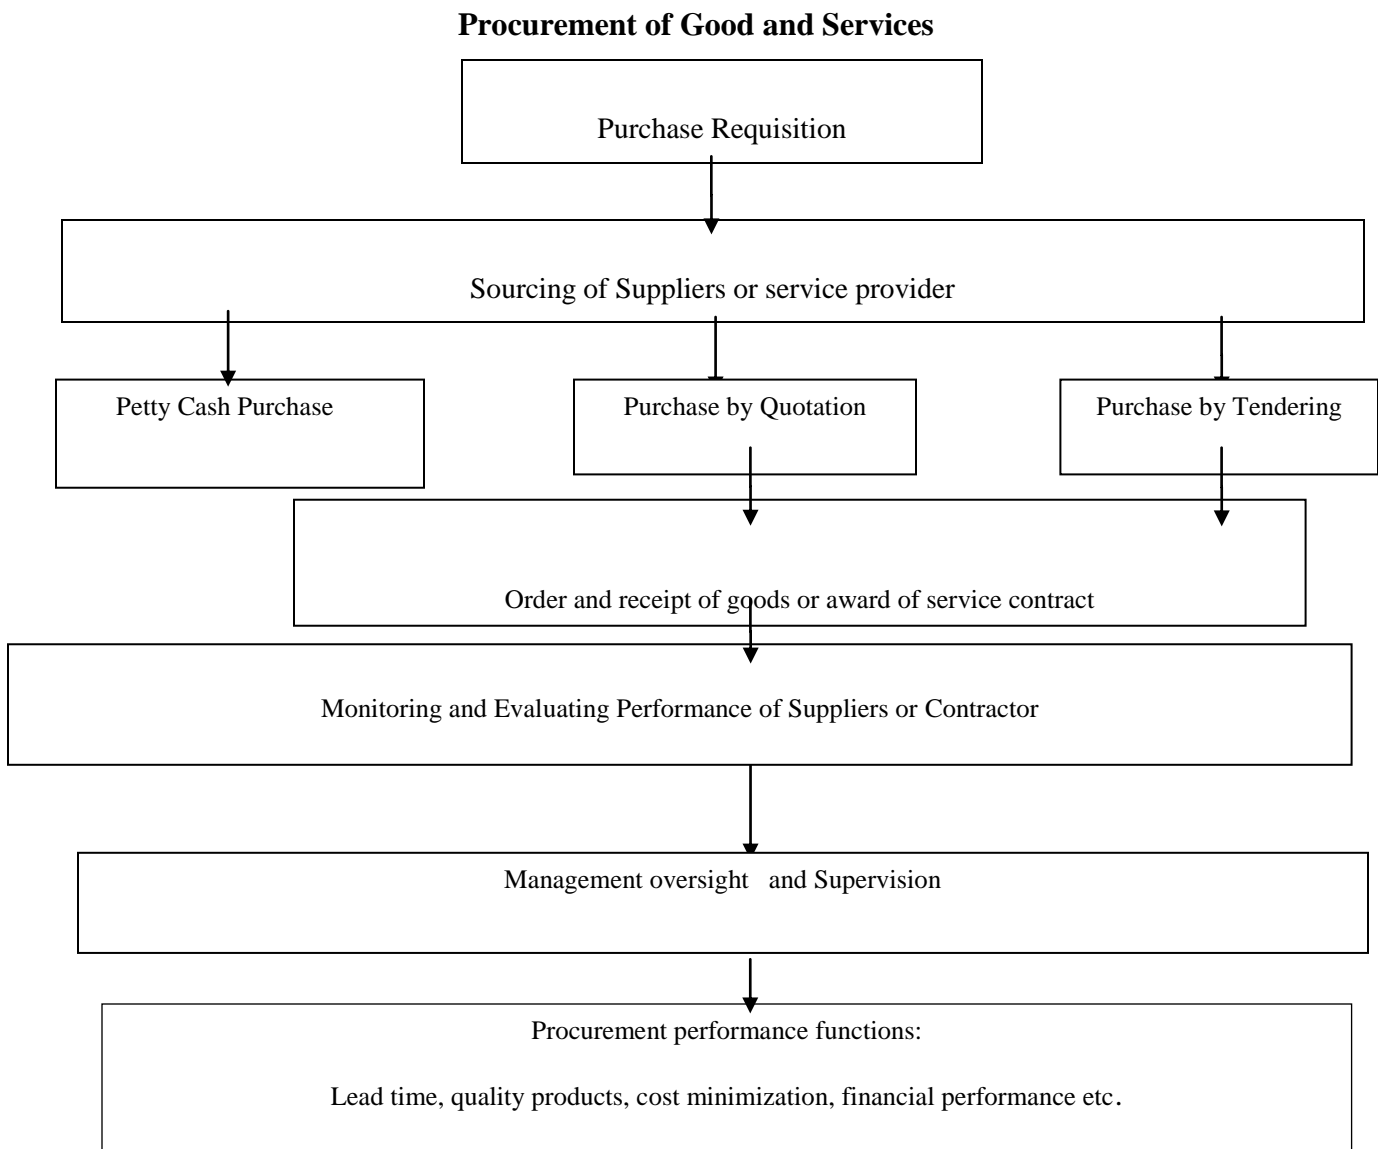 Procurement of Good and Services
Purchase Requisition
Sourcing of Suppliers or service provider
Petty Cash Purchase
Purchase by Quotation
Purchase by Tendering
Order and receipt of goods or award of service contract
Monitoring and Evaluating Performance of Suppliers or Contractor
Management oversight and Supervision
Procurement performance functions:
Lead time, quality products, cost minimization, financial performance etc.